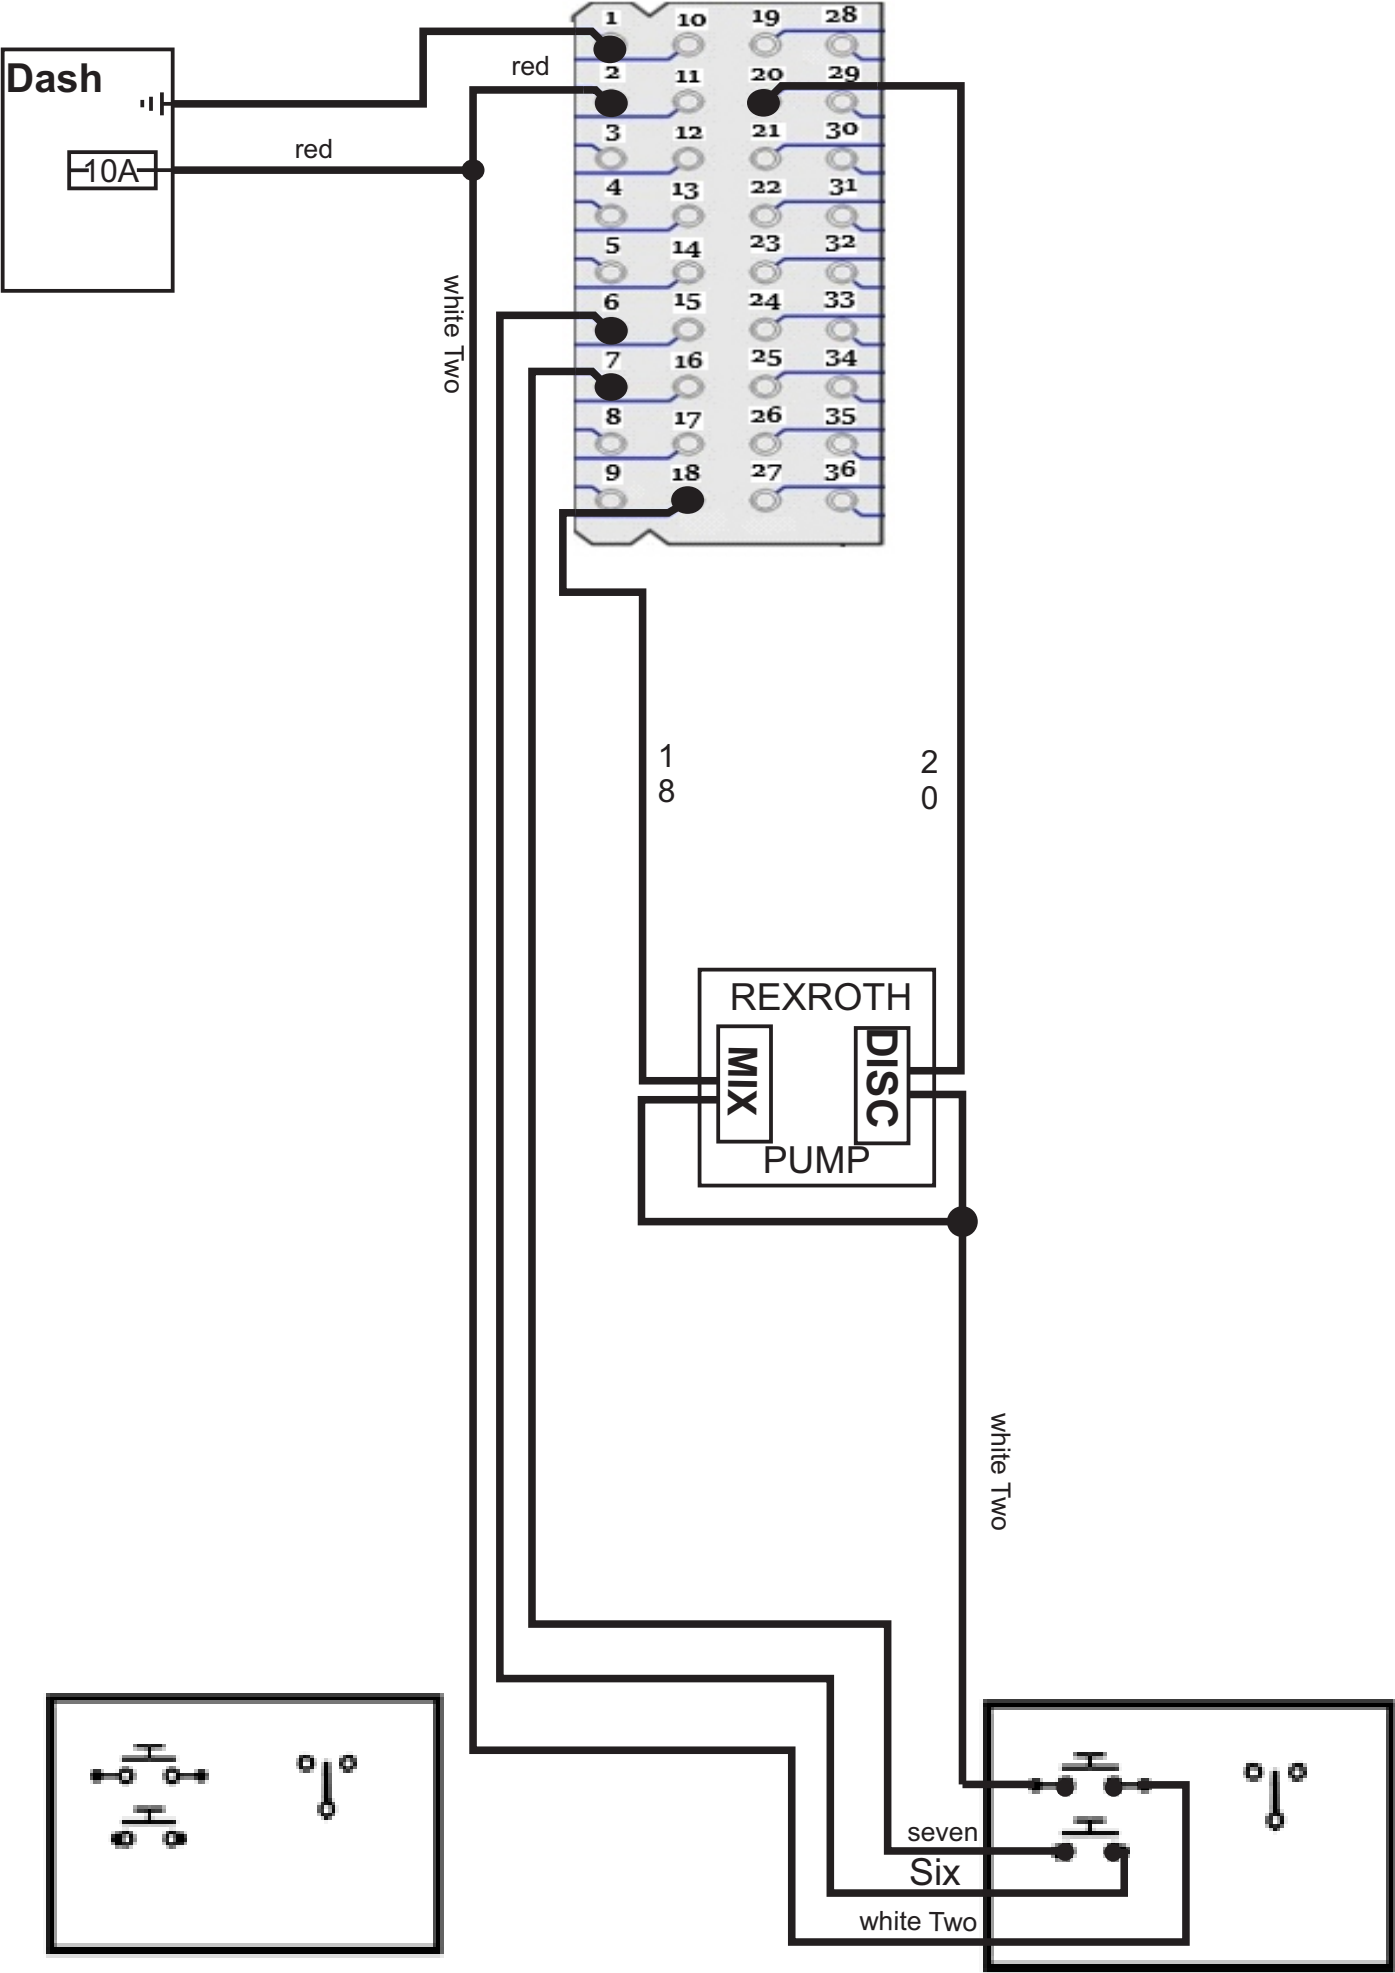 1 10 19 28
Dash
red
2 11 20 29
3 12 21 30
red
10A
4 13 22 31
5 14 23 32
white Two
6 15 24 33
7 16 25 34
8 17 26 35
9 18 27 36
1
8
2
0
REXROTH
MIX
DISC
PUMP
white Two
seven
Six
white Two